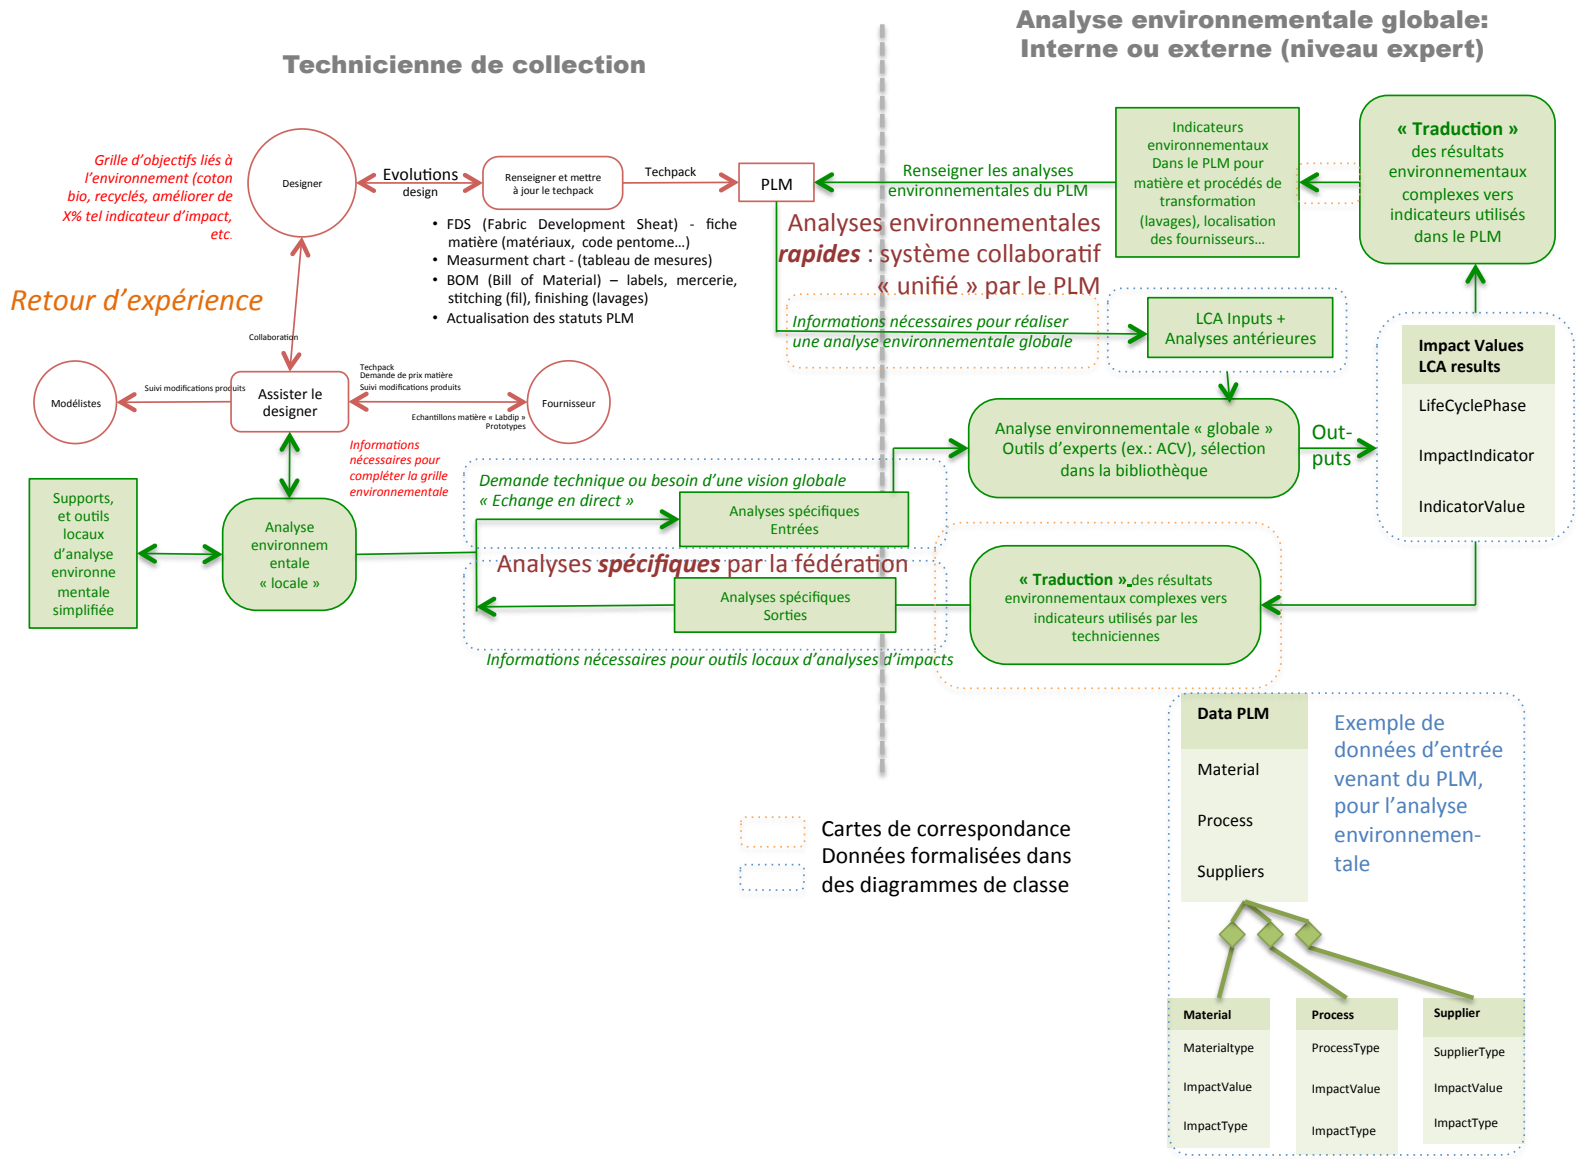 Analyse environnementale globale:
Interne ou externe (niveau expert)
Technicienne de collection
Grille d'objectifs liés à
l'environnement (coton
bio, recyclés, améliorer de
X% tel indicateur d'impact,
etc.
Designer
Evolutions
design
Renseigner et mettre
à jour le techpack
Techpack
PLM
Renseigner les analyses
environnementales du PLM
Indicateurs
environnementaux
Dans le PLM pour
matière et procédés de
transformation
(lavages), localisation
des fournisseurs...
« Traduction »
des résultats
environnementaux
complexes vers
indicateurs utilisés
dans le PLM
• FDS (Fabric Development Sheat) - fiche
matière (matériaux, code pentome...)
• Measurment chart - (tableau de mesures)
• BOM (Bill of Material) – labels, mercerie,
stitching (fil), finishing (lavages)
• Actualisation des statuts PLM
Analyses environnementales
rapides : système collaboratif
« unifié » par le PLM
Retour d'expérience
Informations nécessaires pour réaliser
une analyse environnementale globale
LCA Inputs +
Analyses antérieures
Impact Values
LCA results
LifeCyclePhase
ImpactIndicator
IndicatorValue
Collaboration
Modélistes
Suivi modifications produits
Assister le
designer
Techpack
Demande de prix matière
Suivi modifications produits
Echantillons matière « Labdip »
Prototypes
Fournisseur
Analyse environnementale « globale »
Outils d'experts (ex.: ACV), sélection
dans la bibliothèque
Out-
puts
Informations
nécessaires pour
compléter la grille
environnementale
Supports,
et outils
locaux
d'analyse
environne
mentale
simplifiée
Analyse
environnem
entale
« locale »
Demande technique ou besoin d'une vision globale
« Echange en direct »
Analyses spécifiques
Entrées
Analyses spécifiques par la fédération
Analyses spécifiques
Sorties
« Traduction » des résultats
environnementaux complexes vers
indicateurs utilisés par les
techniciennes
Informations nécessaires pour outils locaux d'analyses d'impacts
Data PLM
Material
Process
Suppliers
Exemple de
données d'entrée
venant du PLM,
pour l'analyse
environnemen-
tale
Cartes de correspondance
Données formalisées dans
des diagrammes de classe
Material
Materialtype
ImpactValue
ImpactType
Process
ProcessType
ImpactValue
ImpactType
Supplier
SupplierType
ImpactValue
ImpactType